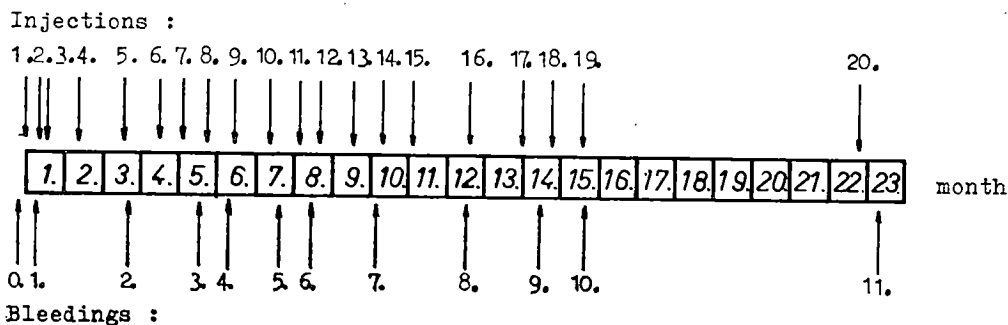 Injections :
1. 2. 3. 4. 5. 6. 7. 8. 9. 10. 11. 12. 13. 14. 15. 16. 17. 18. 19. 20.
1. 2. 3. 4. 5. 6. 7. 8. 9. 10. 11. 12. 13. 14. 15. 16. 17. 18. 19. 20. 21. 22. 23. month
0. 1. 2. 3. 4. 5. 6. 7. 8. 9. 10. 11.
Bleedings :